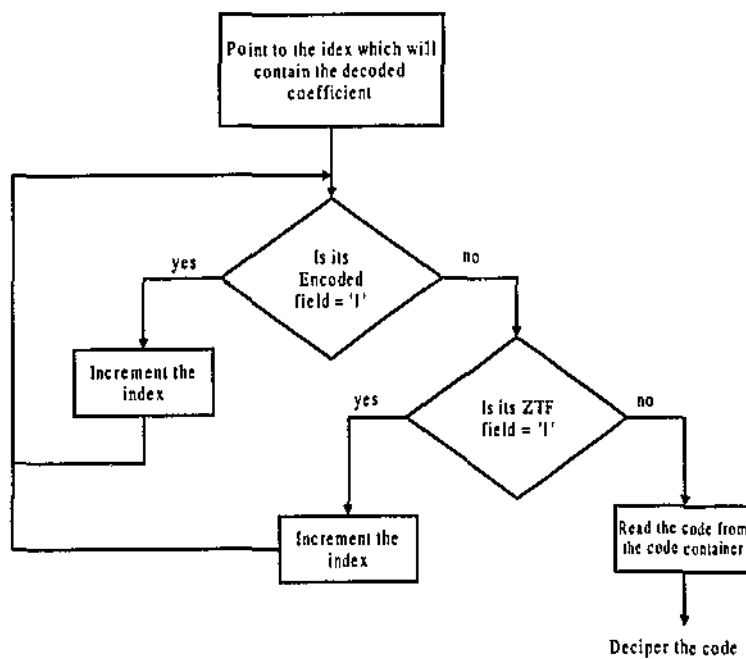 Point to the idex which will
contain the decoded
coefficient
Is its
Encoded
field = '1'
yes
no
Increment the
index
Is its ZTF
field = '1'
yes
no
Increment the
index
Read the code from
the code container
Deciper the code